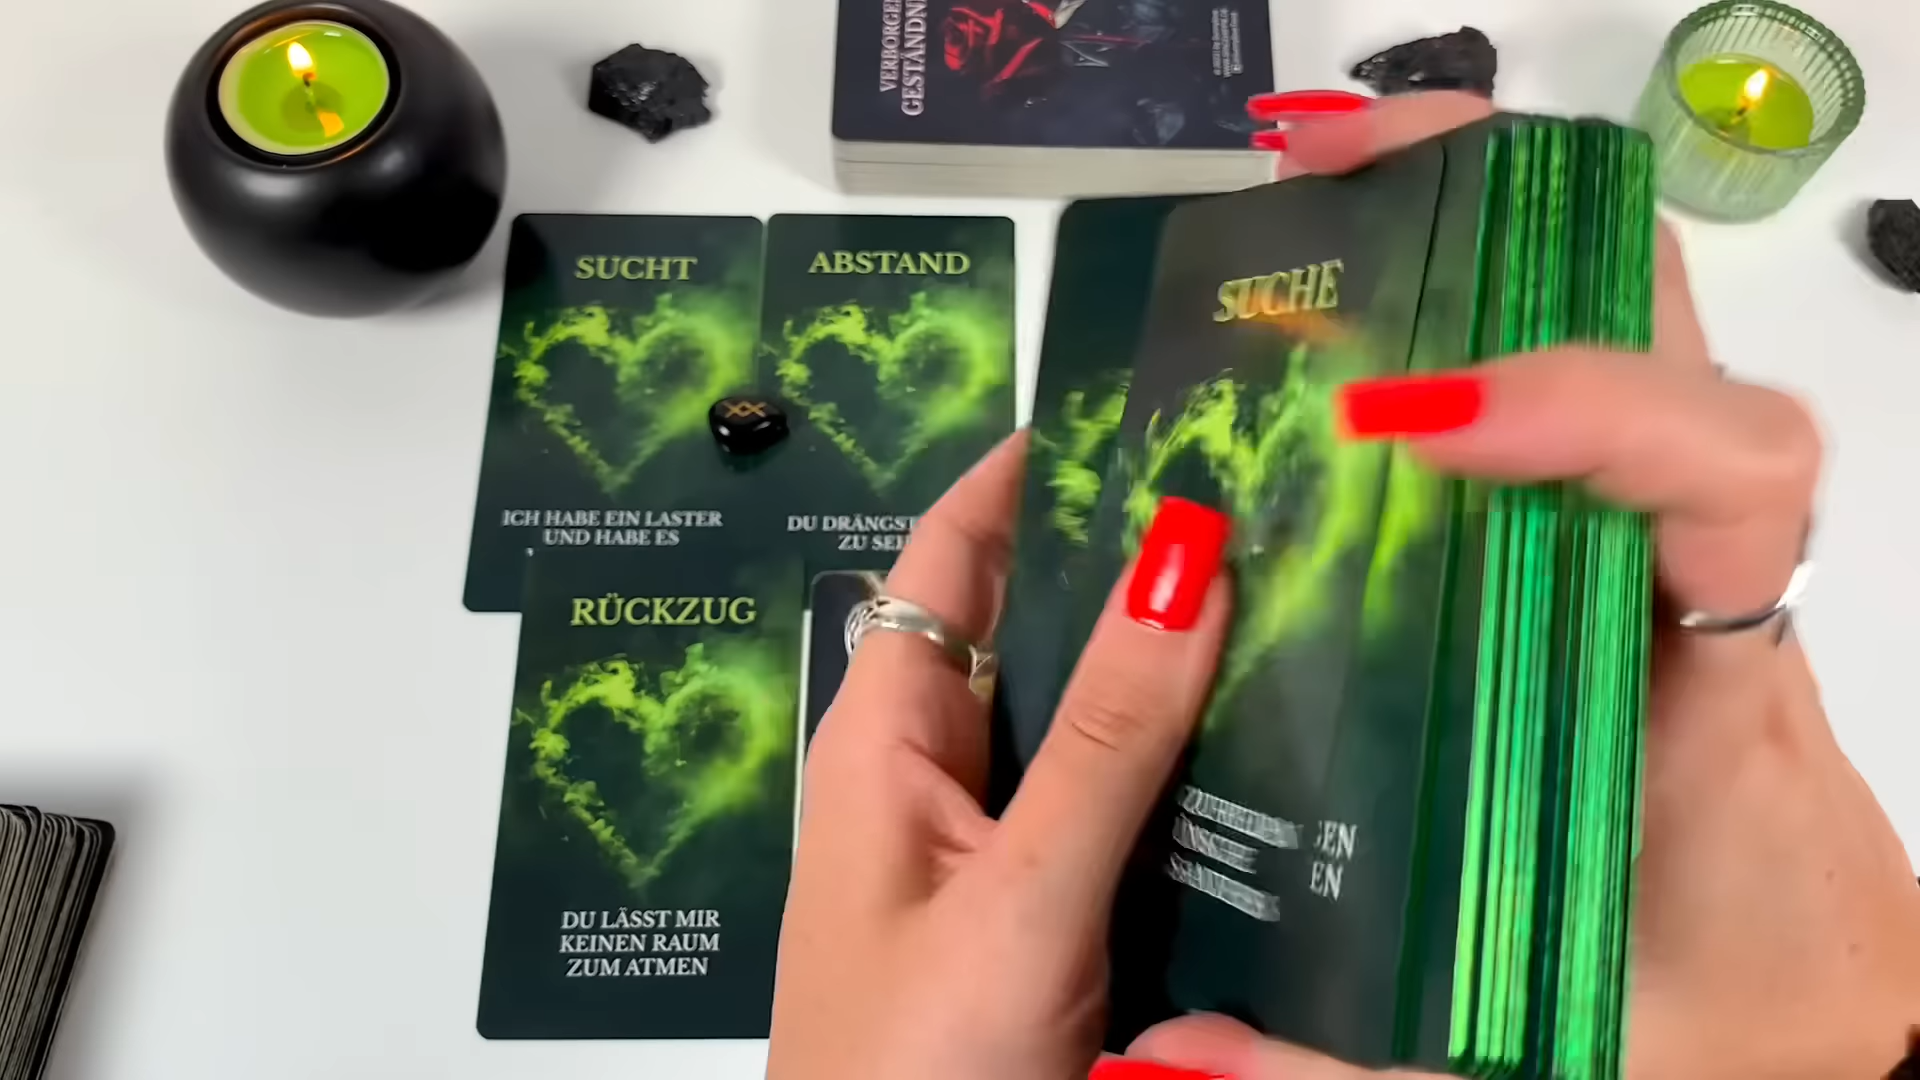 VERBORGENE
GESTÄNDNI
SUCHT
ABSTAND
SUCHE
ICH HABE EIN LASTER
UND HABE ES
DU DRÄNGST
ZU SEH
RÜCKZUG
DU LÄSST MIR
KEINEN RAUM
ZUM ATMEN